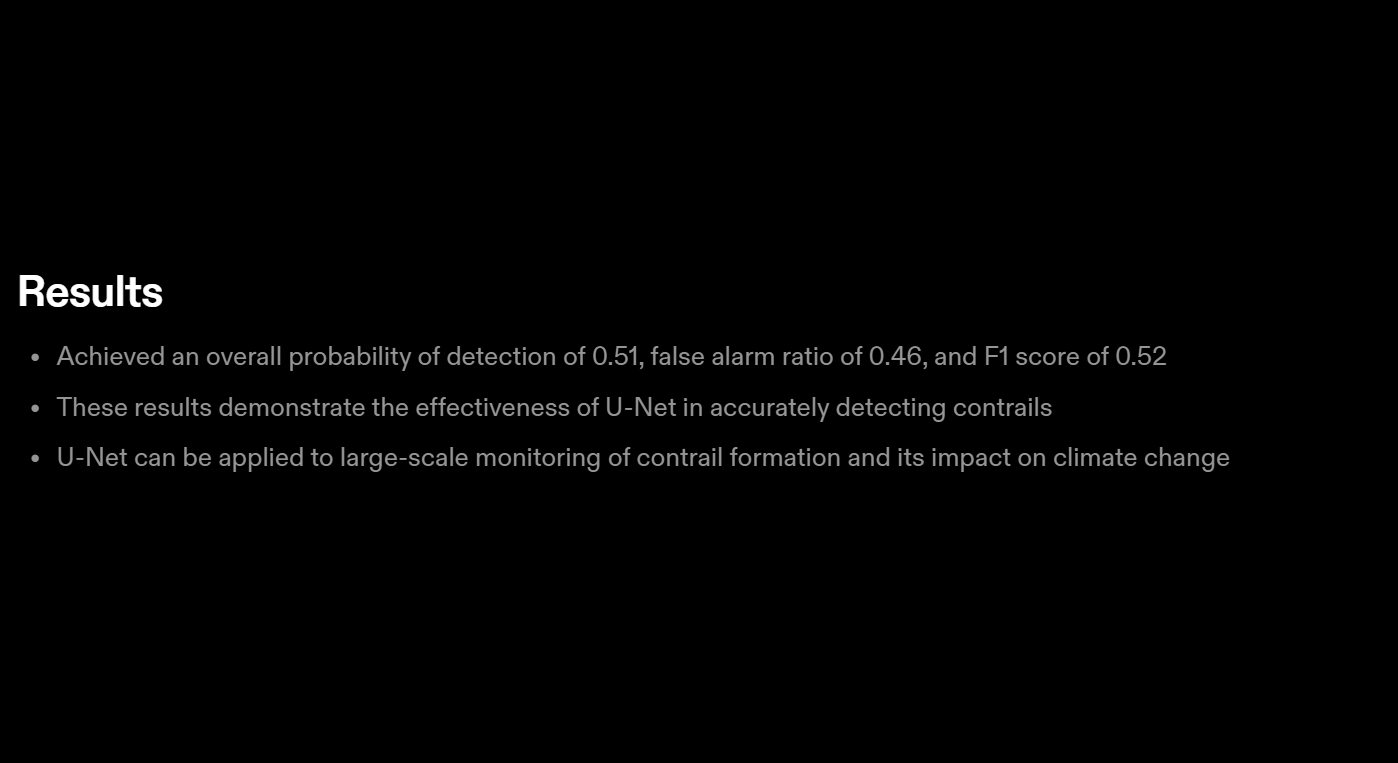 Results
• Achieved an overall probability of detection of 0.51, false alarm ratio of 0.46, and F1 score of 0.52
• These results demonstrate the effectiveness of U-Net in accurately detecting contrails
• U-Net can be applied to large-scale monitoring of contrail formation and its impact on climate change